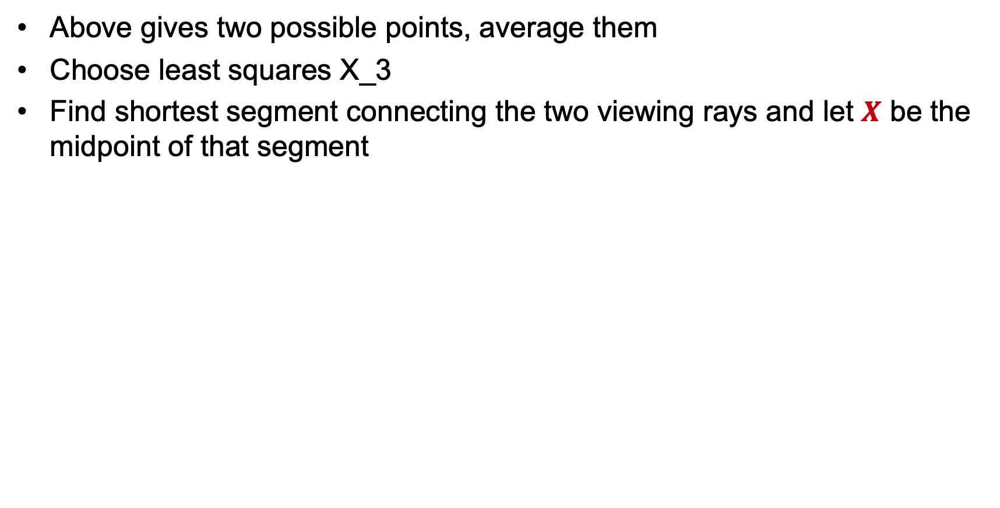 • Above gives two possible points, average them
• Choose least squares X_3
• Find shortest segment connecting the two viewing rays and let X be the
midpoint of that segment